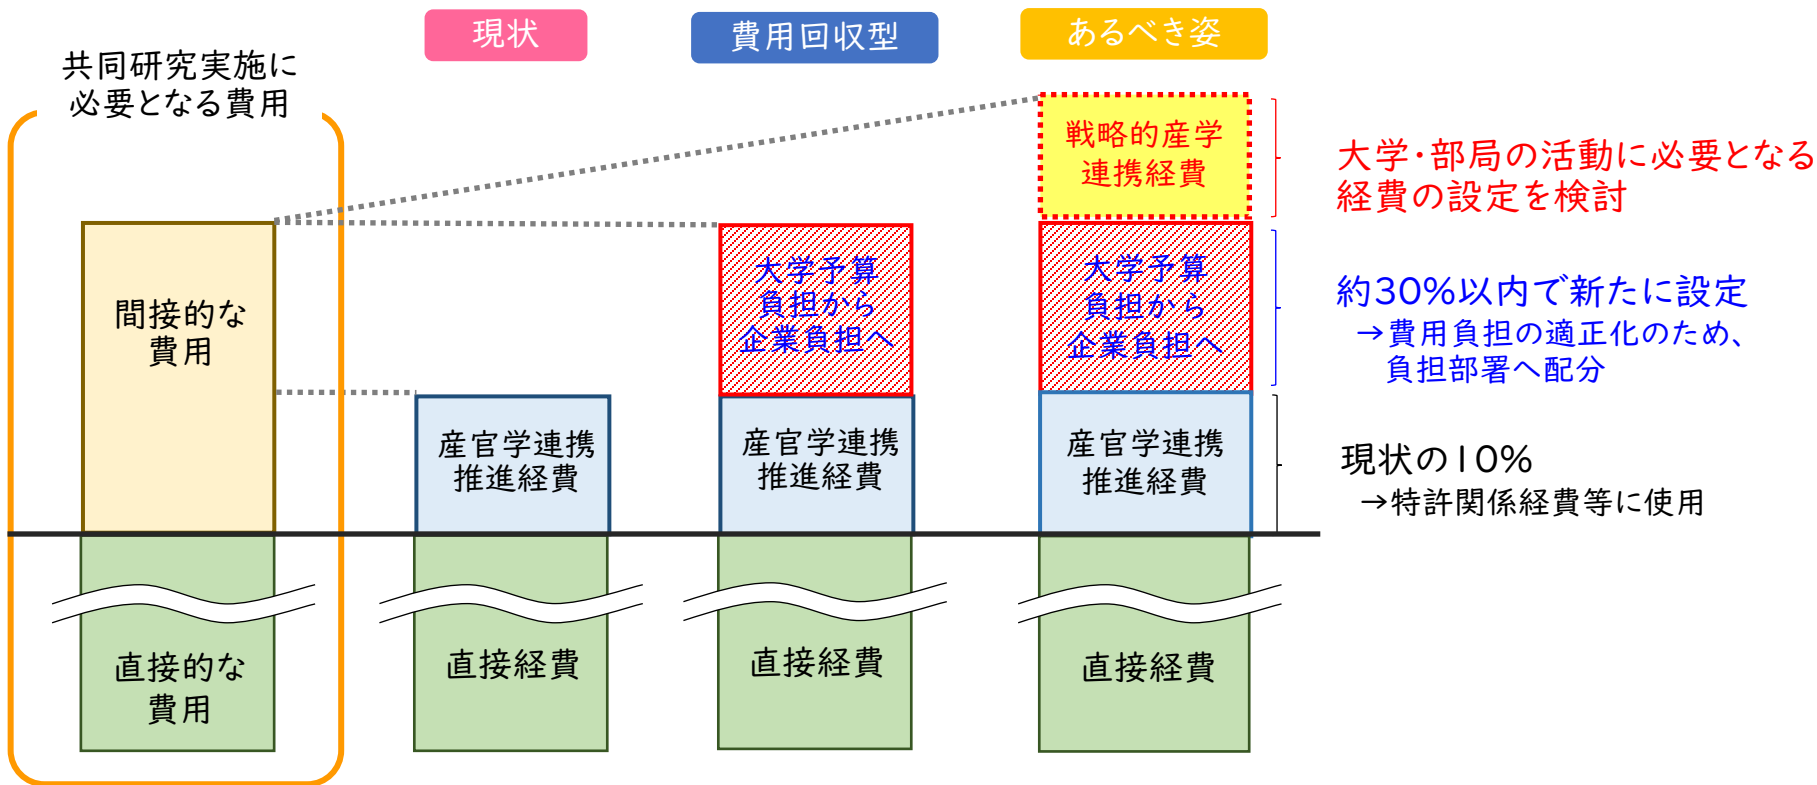 現状
費用回収型
あるべき姿
共同研究実施に
必要となる費用
間接的な
費用
直接的な
費用
産官学連携
推進経費
直接経費
大学予算
負担から
企業負担へ
産官学連携
推進経費
直接経費
戦略的産学
連携経費
大学予算
負担から
企業負担へ
産官学連携
推進経費
直接経費
大学・部局の活動に必要となる
経費の設定を検討
約30%以内で新たに設定
→費用負担の適正化のため、
負担部署へ配分
現状の10%
→特許関係経費等に使用